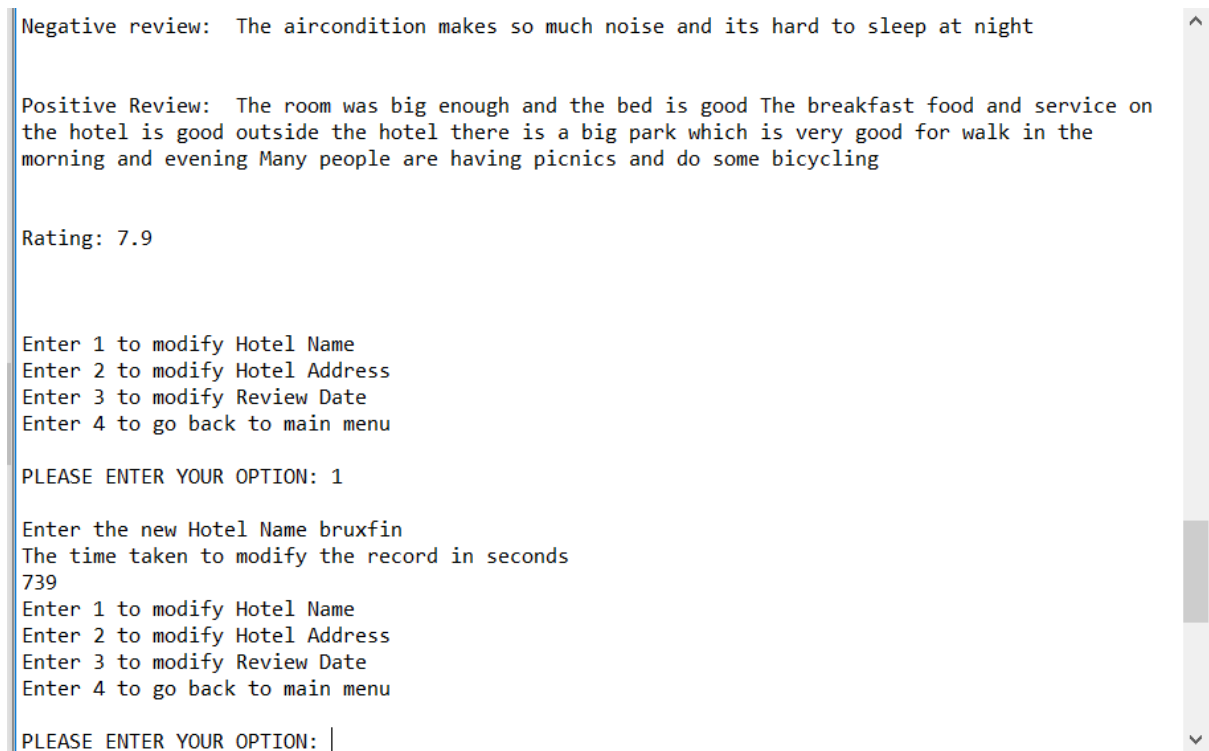 Negative review:  The aircondition makes so much noise and its hard to sleep at night
Positive Review:  The room was big enough and the bed is good The breakfast food and service on
the hotel is good outside the hotel there is a big park which is very good for walk in the
morning and evening Many people are having picnics and do some bicycling
Rating: 7.9
Enter 1 to modify Hotel Name
Enter 2 to modify Hotel Address
Enter 3 to modify Review Date
Enter 4 to go back to main menu
PLEASE ENTER YOUR OPTION: 1
Enter the new Hotel Name bruxfin
The time taken to modify the record in seconds
739
Enter 1 to modify Hotel Name
Enter 2 to modify Hotel Address
Enter 3 to modify Review Date
Enter 4 to go back to main menu
PLEASE ENTER YOUR OPTION: